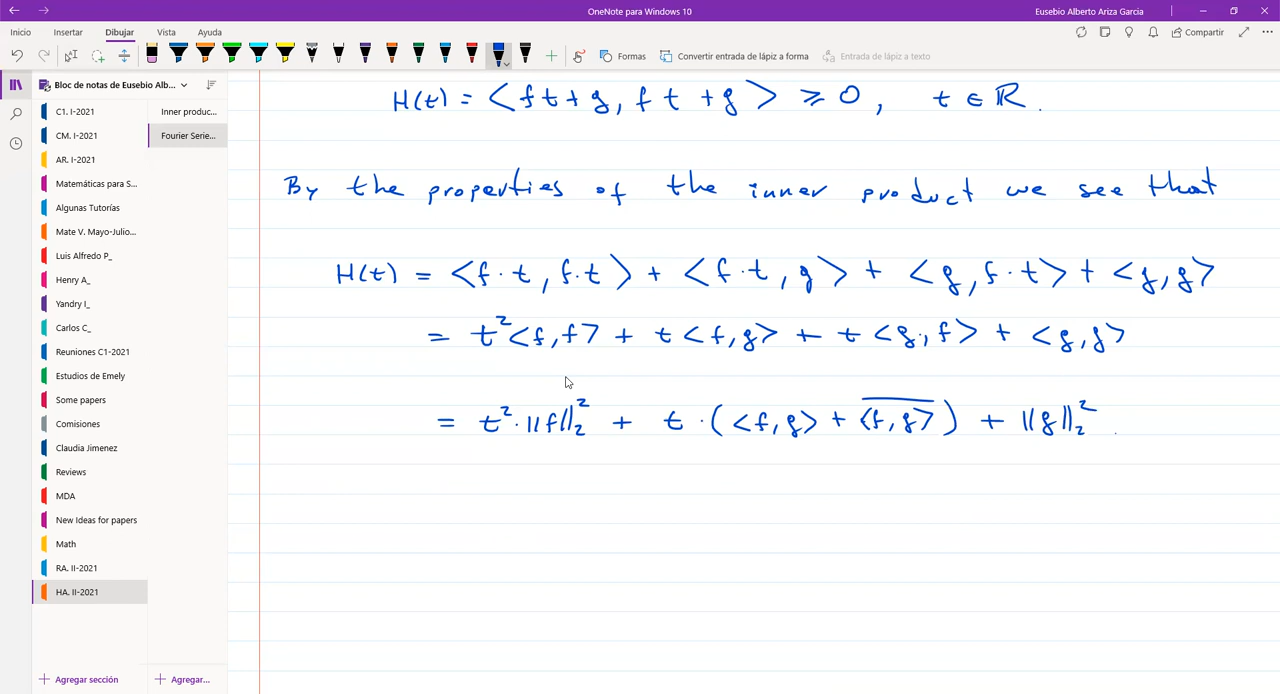 OneNote para Windows 10
Eusebio Alberto Ariza Garcia
Inicio Insertar Dibujar Vista Ayuda
Compartir
Formas Convertir entrada de lápiz a forma Entrada de lápiz a texto
Bloc de notas de Eusebio Alb...
C1. I-2021
CM. I-2021
AR. I-2021
Matemáticas para S...
Algunas Tutorías
Mate V. Mayo-Julio...
Luis Alfredo P_
Henry A_
Yandry I_
Carlos C_
Reuniones C1-2021
Estudios de Emely
Some papers
Comisiones
Claudia Jimenez
Reviews
MDA
New Ideas for papers
Math
RA. II-2021
HA. II-2021
Agregar sección
Inner produc...
Fourier Serie...
Agregar...
H(t) = <f t + g, f t + g> ≥ 0, t ∈ ℝ.
By the properties of the inner product we see that
H(t) = <f·t, f·t> + <f·t, g> + <g, f·t> + <g, g>
= t² <f, f> + t <f, g> + t <g, f> + <g, g>
= t² · ||f||₂² + t · (<f, g> + \overline{<f, g>}) + ||g||₂².